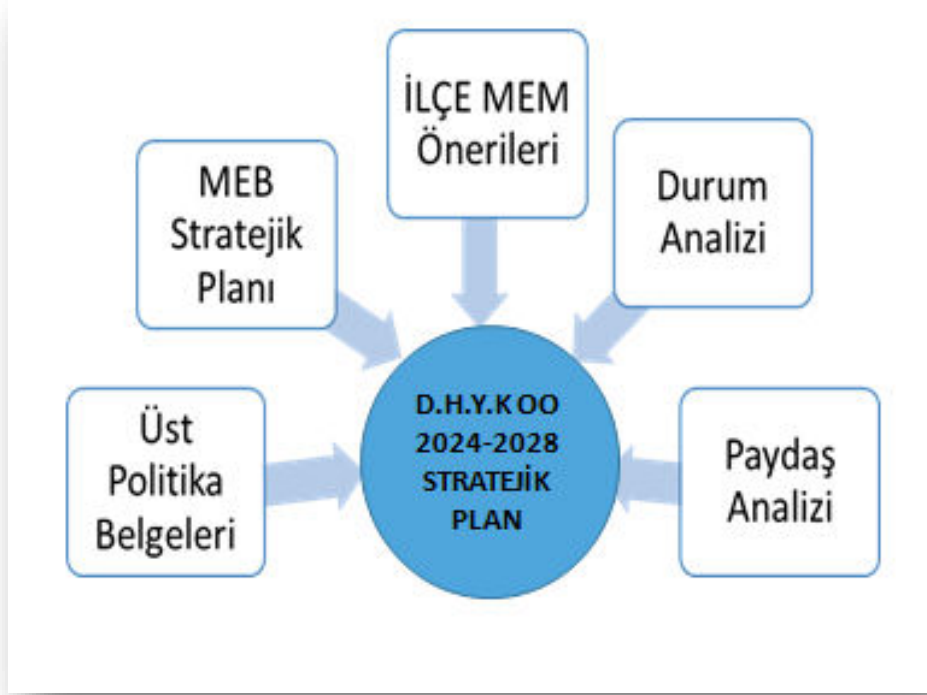 İLÇE MEM
Önerileri
MEB
Stratejik
Planı
Durum
Analizi
Üst
Politika
Belgeleri
D.H.Y.K OO
2024-2028
STRATEJİK
PLAN
Paydaş
Analizi